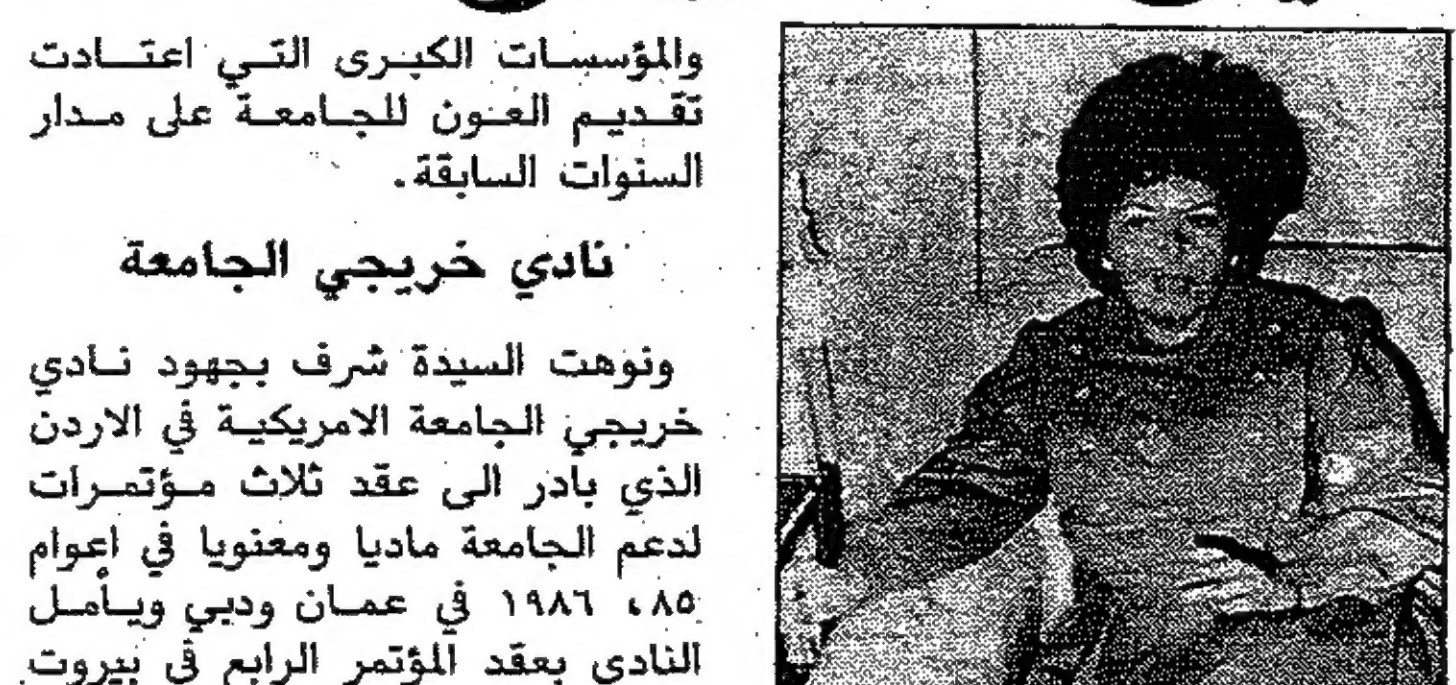 والمؤسسات الكبرى التي اعتادت
تقديم العون للجامعة على مدار
السنوات السابقة.
نادي خريجي الجامعة
ونوهت السيدة شرف بجهود نادي
خريجي الجامعة الامريكية في الاردن
الذي بادر الى عقد ثلاث مؤتمرات
لدعم الجامعة ماديا ومعنويا في اعوام
٨٥، ١٩٨٦ في عمان ودبي ويأمل
النادي بعقد المؤتمر الرابع في بيروت